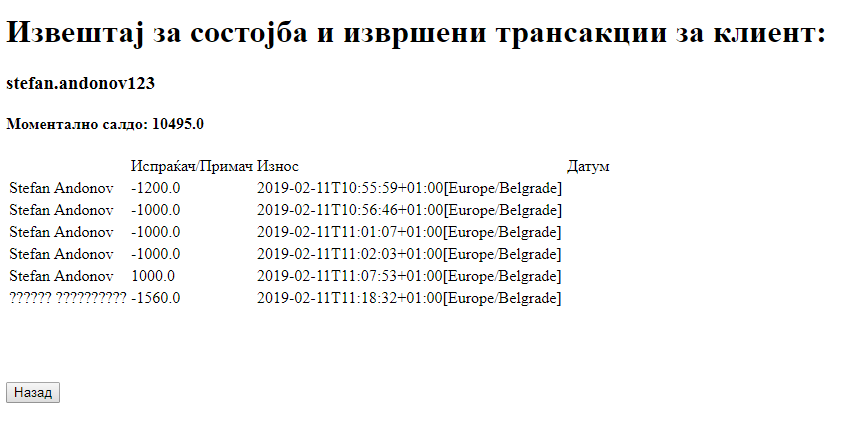 Извештај за состојба и извршени трансакции за клиент:
stefan.andonov123
Моментално салдо: 10495.0
Испраќач/Примач Износ Датум
Stefan Andonov -1200.0 2019-02-11T10:55:59+01:00[Europe/Belgrade]
Stefan Andonov -1000.0 2019-02-11T10:56:46+01:00[Europe/Belgrade]
Stefan Andonov -1000.0 2019-02-11T11:01:07+01:00[Europe/Belgrade]
Stefan Andonov -1000.0 2019-02-11T11:02:03+01:00[Europe/Belgrade]
Stefan Andonov 1000.0 2019-02-11T11:07:53+01:00[Europe/Belgrade]
?????? ?????????? -1560.0 2019-02-11T11:18:32+01:00[Europe/Belgrade]
Назад